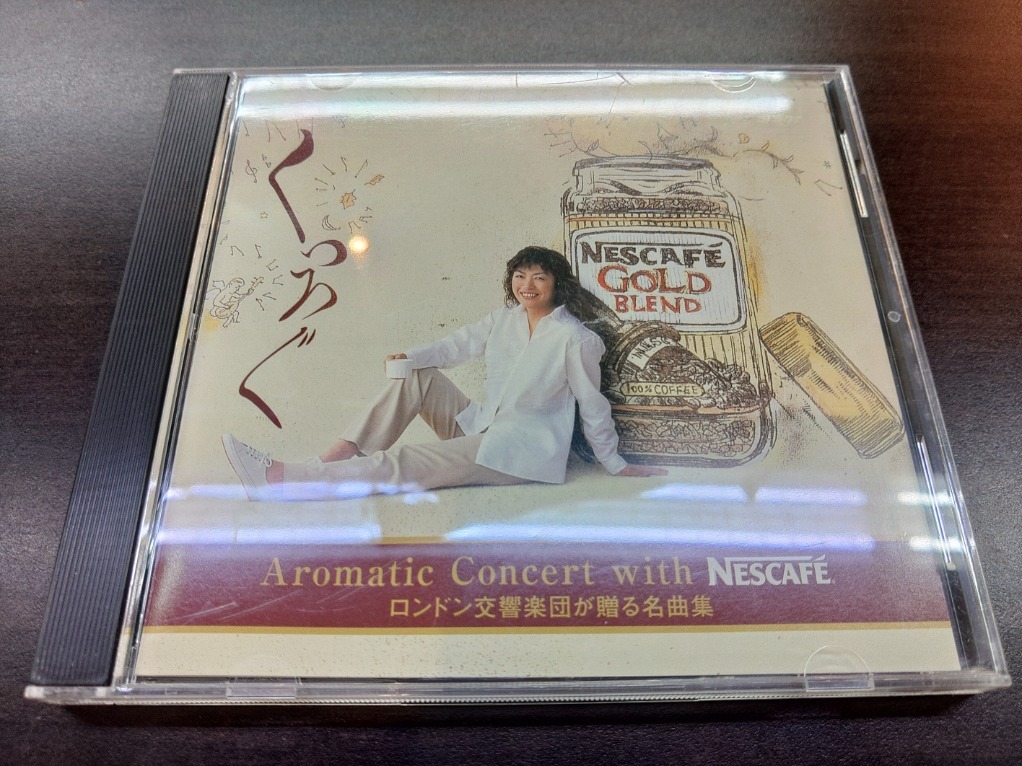 くつろぐ
NESCAFÉ
GOLD
BLEND
100% COFFEE
Aromatic Concert with NESCAFÉ
ロンドン交響楽団が贈る名曲集